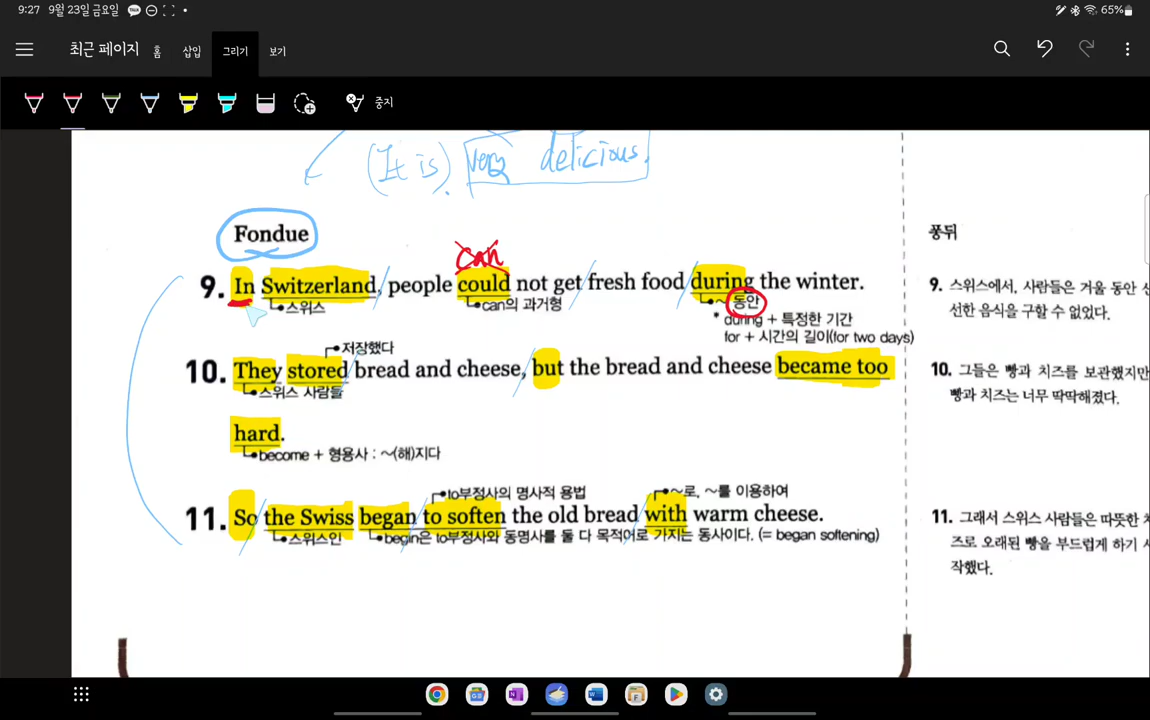 9:27 9월 23일 금요일
65%
최근 페이지 홈 삽입 그리기 보기
중지
(It is). very delicious.
Fondue
퐁뒤
can
9. In Switzerland, people could not get fresh food during the winter.
스위스
can의 과거형
~ 동안
* during + 특정한 기간
for + 시간의 길이(for two days)
9. 스위스에서, 사람들은 겨울 동안 신
선한 음식을 구할 수 없었다.
저장했다
10. They stored bread and cheese, but the bread and cheese became too
스위스 사람들
hard.
become + 형용사 : ~(해)지다
10. 그들은 빵과 치즈를 보관했지만
빵과 치즈는 너무 딱딱해졌다.
to부정사의 명사적 용법
~로, ~를 이용하여
11. So the Swiss began to soften the old bread with warm cheese.
스위스인
begin은 to부정사와 동명사를 둘 다 목적어로 가지는 동사이다. (= began softening)
11. 그래서 스위스 사람들은 따뜻한 치
즈로 오래된 빵을 부드럽게 하기 시
작했다.